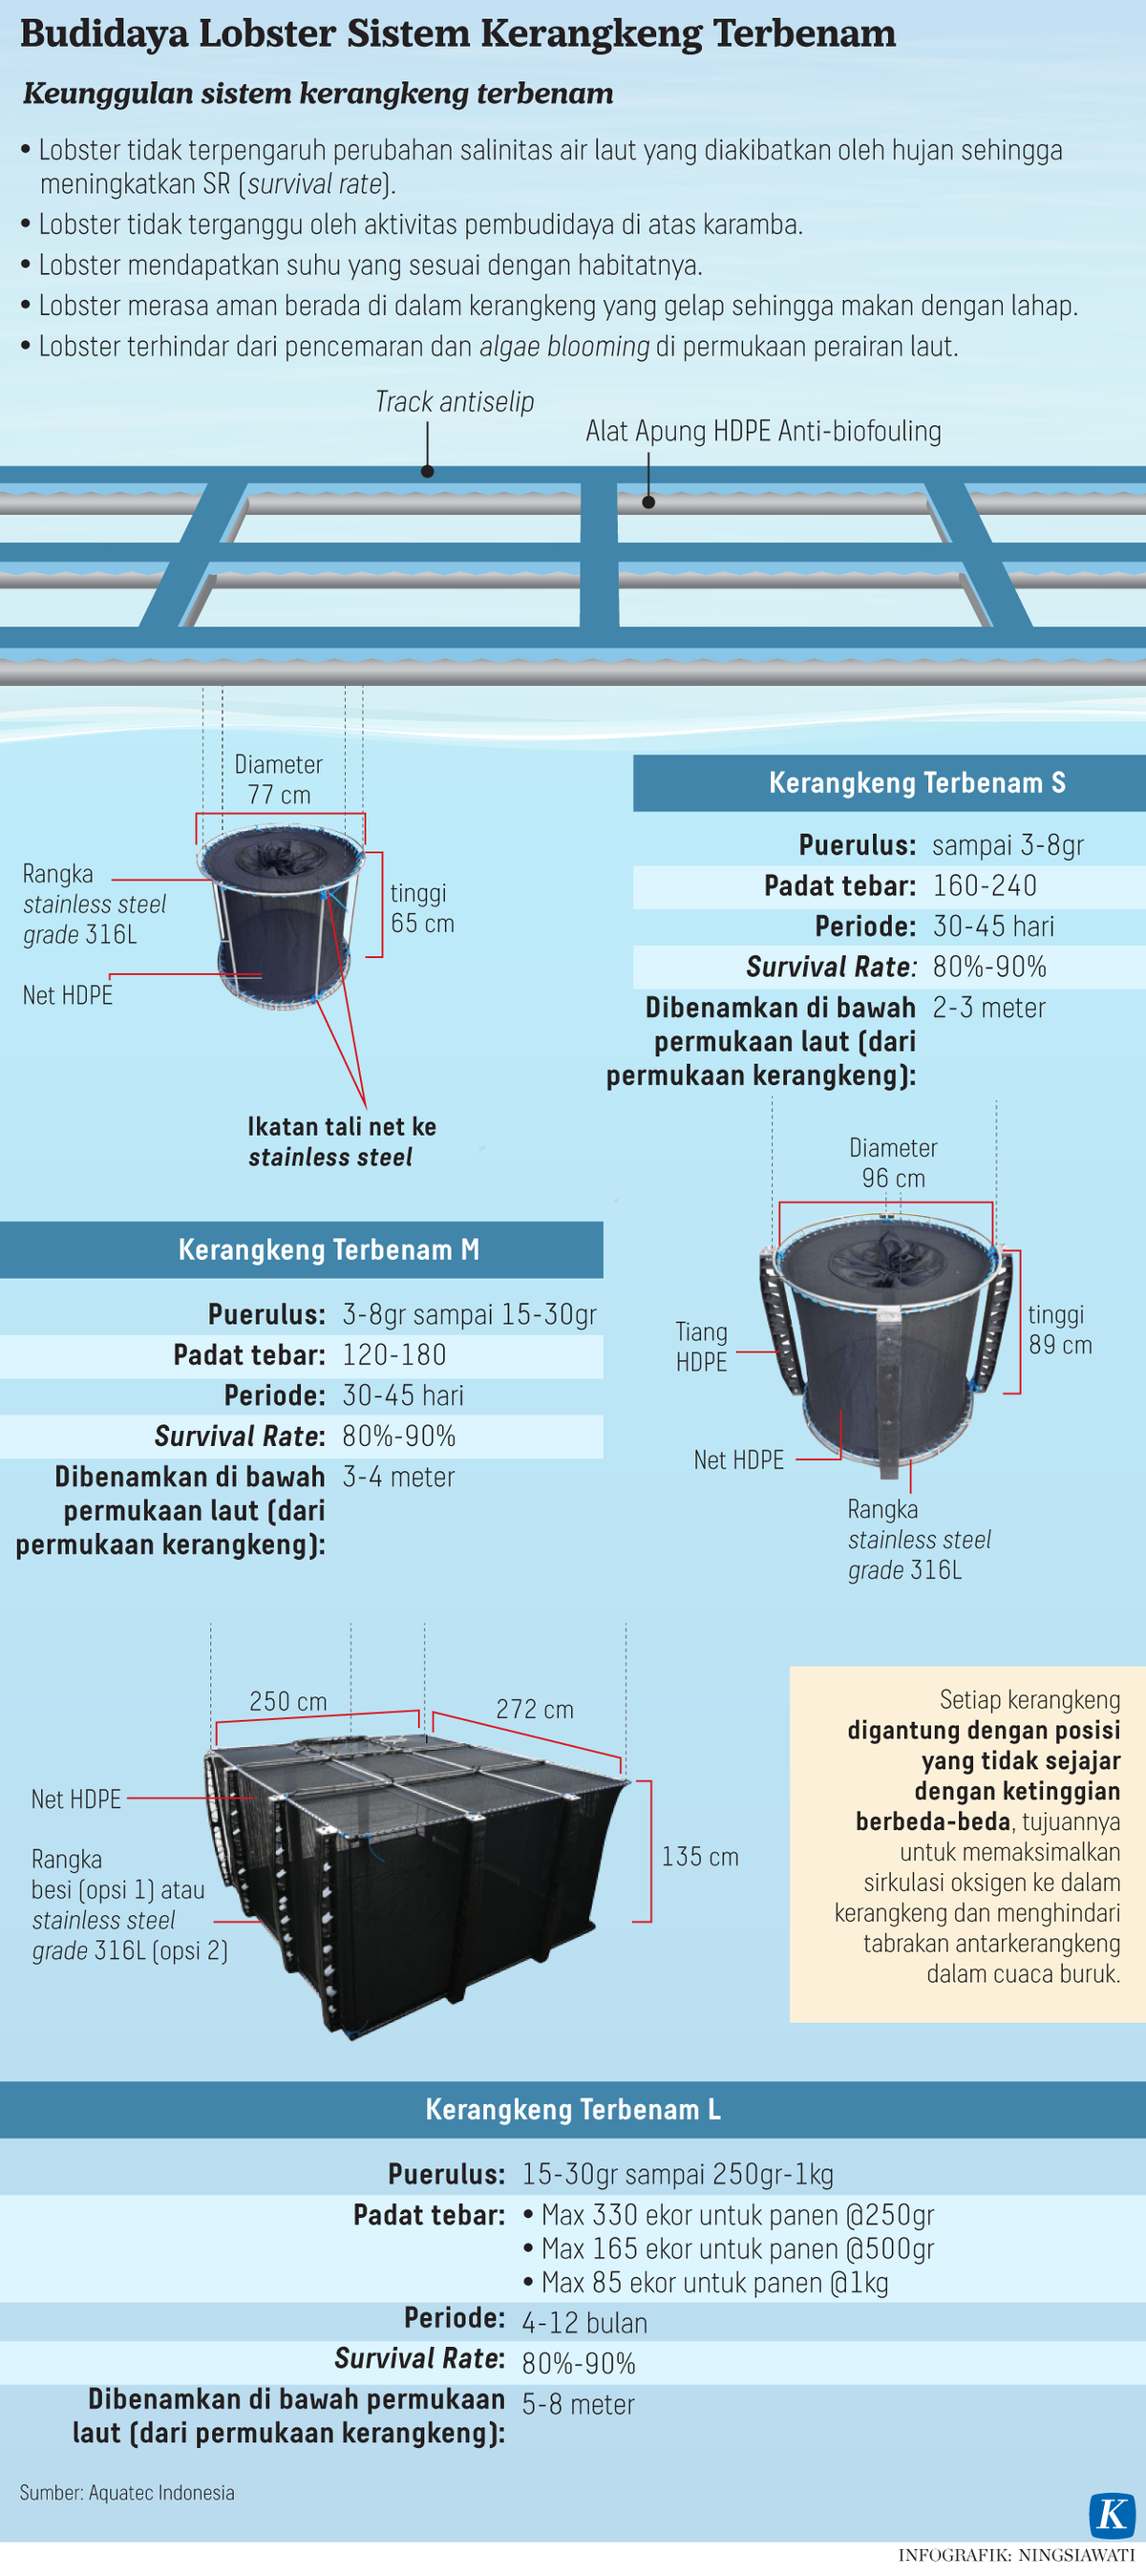 Budidaya Lobster Sistem Kerangkeng Terbenam
Keunggulan sistem kerangkeng terbenam
• Lobster tidak terpengaruh perubahan salinitas air laut yang diakibatkan oleh hujan sehingga
meningkatkan SR (survival rate).
• Lobster tidak terganggu oleh aktivitas pembudidaya di atas karamba.
• Lobster mendapatkan suhu yang sesuai dengan habitatnya.
• Lobster merasa aman berada di dalam kerangkeng yang gelap sehingga makan dengan lahap.
• Lobster terhindar dari pencemaran dan algae blooming di permukaan perairan laut.
Track antiselip
Alat Apung HDPE Anti-biofouling
Diameter
77 cm
Rangka
stainless steel
grade 316L
tinggi
65 cm
Net HDPE
Ikatan tali net ke
stainless steel
Kerangkeng Terbenam S
Puerulus: sampai 3-8gr
Padat tebar: 160-240
Periode: 30-45 hari
Survival Rate: 80%-90%
Dibenamkan di bawah 2-3 meter
permukaan laut (dari
permukaan kerangkeng):
Diameter
96 cm
tinggi
89 cm
Tiang
HDPE
Net HDPE
Rangka
stainless steel
grade 316L
Kerangkeng Terbenam M
Puerulus: 3-8gr sampai 15-30gr
Padat tebar: 120-180
Periode: 30-45 hari
Survival Rate: 80%-90%
Dibenamkan di bawah 3-4 meter
permukaan laut (dari
permukaan kerangkeng):
250 cm
272 cm
Net HDPE
135 cm
Rangka
besi (opsi 1) atau
stainless steel
grade 316L (opsi 2)
Setiap kerangkeng
digantung dengan posisi
yang tidak sejajar
dengan ketinggian
berbeda-beda, tujuannya
untuk memaksimalkan
sirkulasi oksigen ke dalam
kerangkeng dan menghindari
tabrakan antarkerangkeng
dalam cuaca buruk.
Kerangkeng Terbenam L
Puerulus: 15-30gr sampai 250gr-1kg
Padat tebar: • Max 330 ekor untuk panen @250gr
• Max 165 ekor untuk panen @500gr
• Max 85 ekor untuk panen @1kg
Periode: 4-12 bulan
Survival Rate: 80%-90%
Dibenamkan di bawah permukaan 5-8 meter
laut (dari permukaan kerangkeng):
Sumber: Aquatec Indonesia
K
INFOGRAFIK: NINGSIAWATI